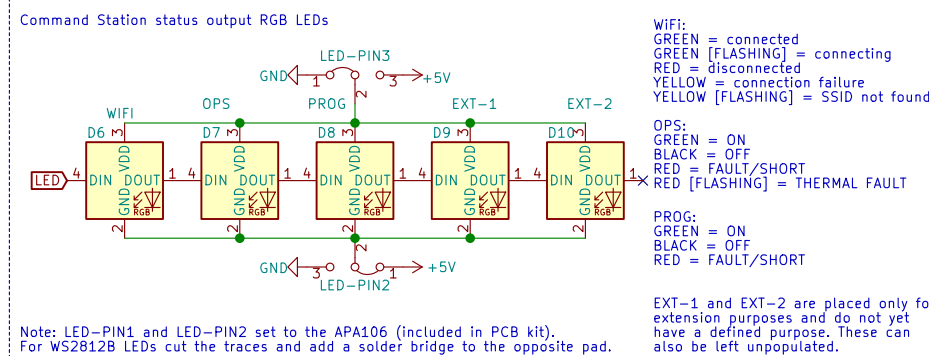 Command Station status output RGB LEDs
LED-PIN3
GND 1 3 +5V
2
WIFI OPS PROG EXT-1 EXT-2
D6 3 D7 3 D8 3 D9 3 D10 3
VDD VDD VDD VDD VDD
LED 4 DIN DOUT 1 4 DIN DOUT 1 4 DIN DOUT 1 4 DIN DOUT 1 4 DIN DOUT 1
GND RGB GND RGB GND RGB GND RGB GND RGB
2 2 2 2 2
2
GND 3 1 +5V
LED-PIN2
Note: LED-PIN1 and LED-PIN2 set to the APA106 (included in PCB kit).
For WS2812B LEDs cut the traces and add a solder bridge to the opposite pad.
WiFi:
GREEN = connected
GREEN [FLASHING] = connecting
RED = disconnected
YELLOW = connection failure
YELLOW [FLASHING] = SSID not found
OPS:
GREEN = ON
BLACK = OFF
RED = FAULT/SHORT
RED [FLASHING] = THERMAL FAULT
PROG:
GREEN = ON
BLACK = OFF
RED = FAULT/SHORT
EXT-1 and EXT-2 are placed only fo
extension purposes and do not yet
have a defined purpose. These can
also be left unpopulated.